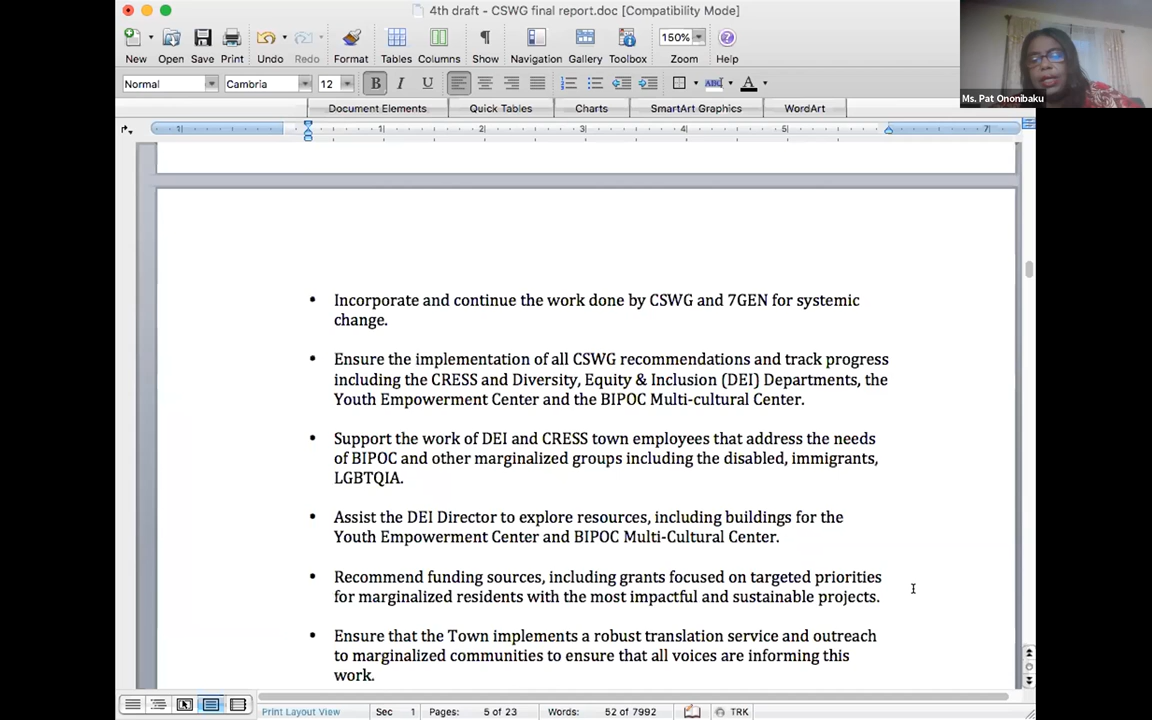 4th draft - CSWG final report.doc [Compatibility Mode]
New Open Save Print Undo Redo Format Tables Columns Show Navigation Gallery Toolbox Zoom Help
150%
Ms. Pat Ononibaku
Normal Cambria 12 B I U ABC A
Document Elements Quick Tables Charts SmartArt Graphics WordArt
1 1 2 3 4 5 7
• Incorporate and continue the work done by CSWG and 7GEN for systemic
change.
• Ensure the implementation of all CSWG recommendations and track progress
including the CRESS and Diversity, Equity & Inclusion (DEI) Departments, the
Youth Empowerment Center and the BIPOC Multi-cultural Center.
• Support the work of DEI and CRESS town employees that address the needs
of BIPOC and other marginalized groups including the disabled, immigrants,
LGBTQIA.
• Assist the DEI Director to explore resources, including buildings for the
Youth Empowerment Center and BIPOC Multi-Cultural Center.
• Recommend funding sources, including grants focused on targeted priorities
for marginalized residents with the most impactful and sustainable projects.
• Ensure that the Town implements a robust translation service and outreach
to marginalized communities to ensure that all voices are informing this
work.
Print Layout View Sec 1 Pages: 5 of 23 Words: 52 of 7992 TRK